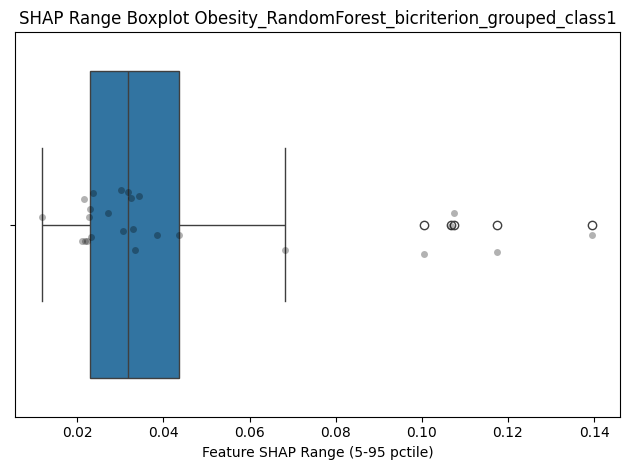 SHAP Range Boxplot Obesity_RandomForest_bicriterion_grouped_class1
0.02 0.04 0.06 0.08 0.10 0.12 0.14
Feature SHAP Range (5-95 pctile)